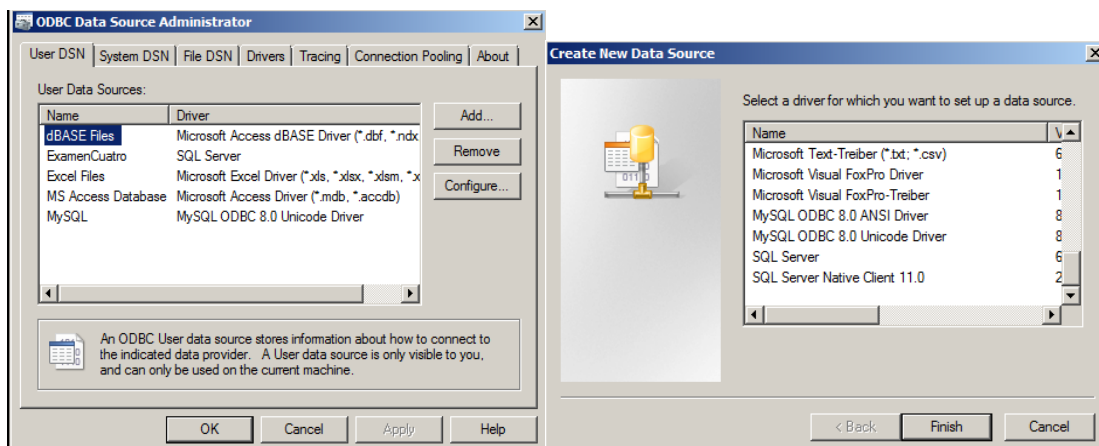 ODBC Data Source Administrator
User DSN
System DSN
File DSN
Drivers
Tracing
Connection Pooling
About
User Data Sources:
Name Driver
dBASE Files Microsoft Access dBASE Driver (*.dbf, *.ndx
ExamenCuatro SQL Server
Excel Files Microsoft Excel Driver (*.xls, *.xlsx, *.xlsm, *.x
MS Access Database Microsoft Access Driver (*.mdb, *.accdb)
MySQL MySQL ODBC 8.0 Unicode Driver
Add...
Remove
Configure...
An ODBC User data source stores information about how to connect to
the indicated data provider. A User data source is only visible to you,
and can only be used on the current machine.
OK
Cancel
Apply
Help
Create New Data Source
Select a driver for which you want to set up a data source.
Name V
Microsoft Text-Treiber (*.txt; *.csv) 6
Microsoft Visual FoxPro Driver 1
Microsoft Visual FoxPro-Treiber 1
MySQL ODBC 8.0 ANSI Driver 8
MySQL ODBC 8.0 Unicode Driver 8
SQL Server 6
SQL Server Native Client 11.0 2
< Back
Finish
Cancel